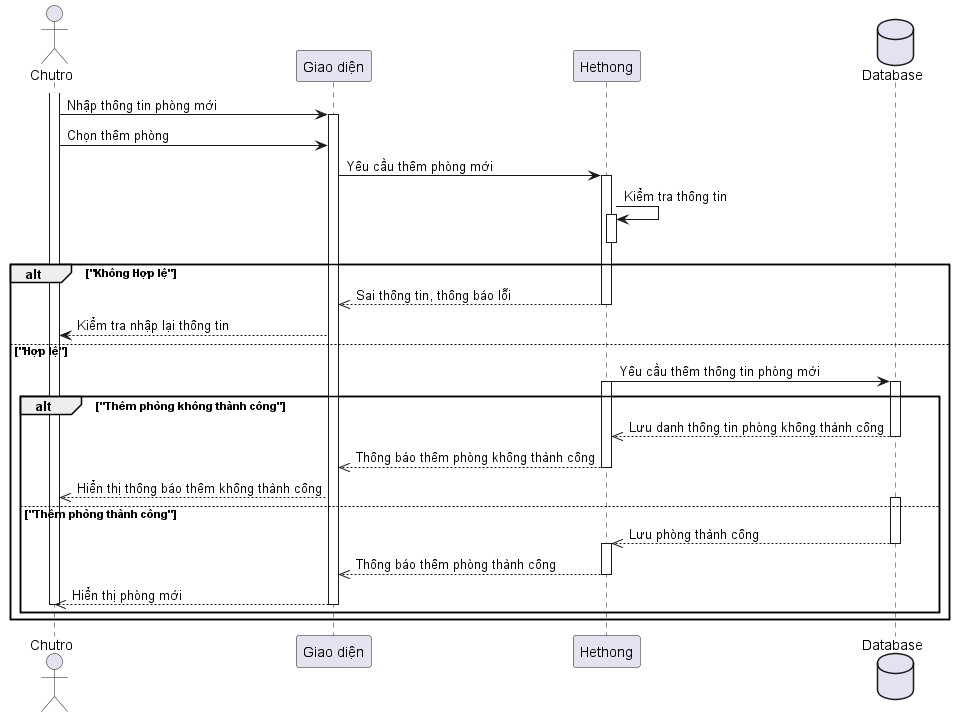 Chutro
Giao diện
Hethong
Database
Nhập thông tin phòng mới
Chọn thêm phòng
Yêu cầu thêm phòng mới
Kiểm tra thông tin
alt ["Không Hợp lệ"]
Sai thông tin, thông báo lỗi
Kiểm tra nhập lại thông tin
["Hợp lệ"]
Yêu cầu thêm thông tin phòng mới
alt ["Thêm phòng không thành công"]
Lưu danh thông tin phòng không thành công
Thông báo thêm phòng không thành công
Hiển thị thông báo thêm không thành công
["Thêm phòng thành công"]
Lưu phòng thành công
Thông báo thêm phòng thành công
Hiển thị phòng mới
Chutro
Giao diện
Hethong
Database